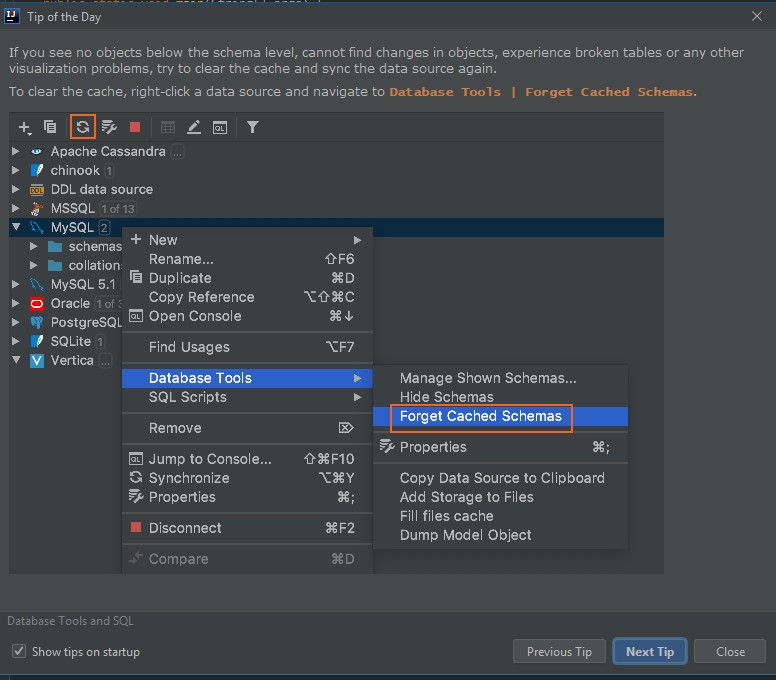 IJ Tip of the Day
If you see no objects below the schema level, cannot find changes in objects, experience broken tables or any other
visualization problems, try to clear the cache and sync the data source again.
To clear the cache, right-click a data source and navigate to Database Tools | Forget Cached Schemas.
QL
Apache Cassandra ...
chinook 1
DDL DDL data source
MSSQL 1 of 13
MySQL 2
schemas
collation
MySQL 5.1
Oracle 1 of 3
PostgreSQL
SQLite 1
V Vertica ...
New
Rename... ⇧F6
Duplicate ⌘D
Copy Reference ⌥⇧⌘C
QL Open Console ⌘↓
Find Usages ⌥F7
Database Tools
SQL Scripts
Remove ⌦
QL Jump to Console... ⇧⌘F10
Synchronize ⌥⌘Y
Properties ⌘;
Disconnect ⌘F2
Compare ⌘D
Manage Shown Schemas...
Hide Schemas
Forget Cached Schemas
Properties ⌘;
Copy Data Source to Clipboard
Add Storage to Files
Fill files cache
Dump Model Object
Database Tools and SQL
Show tips on startup
Previous Tip
Next Tip
Close